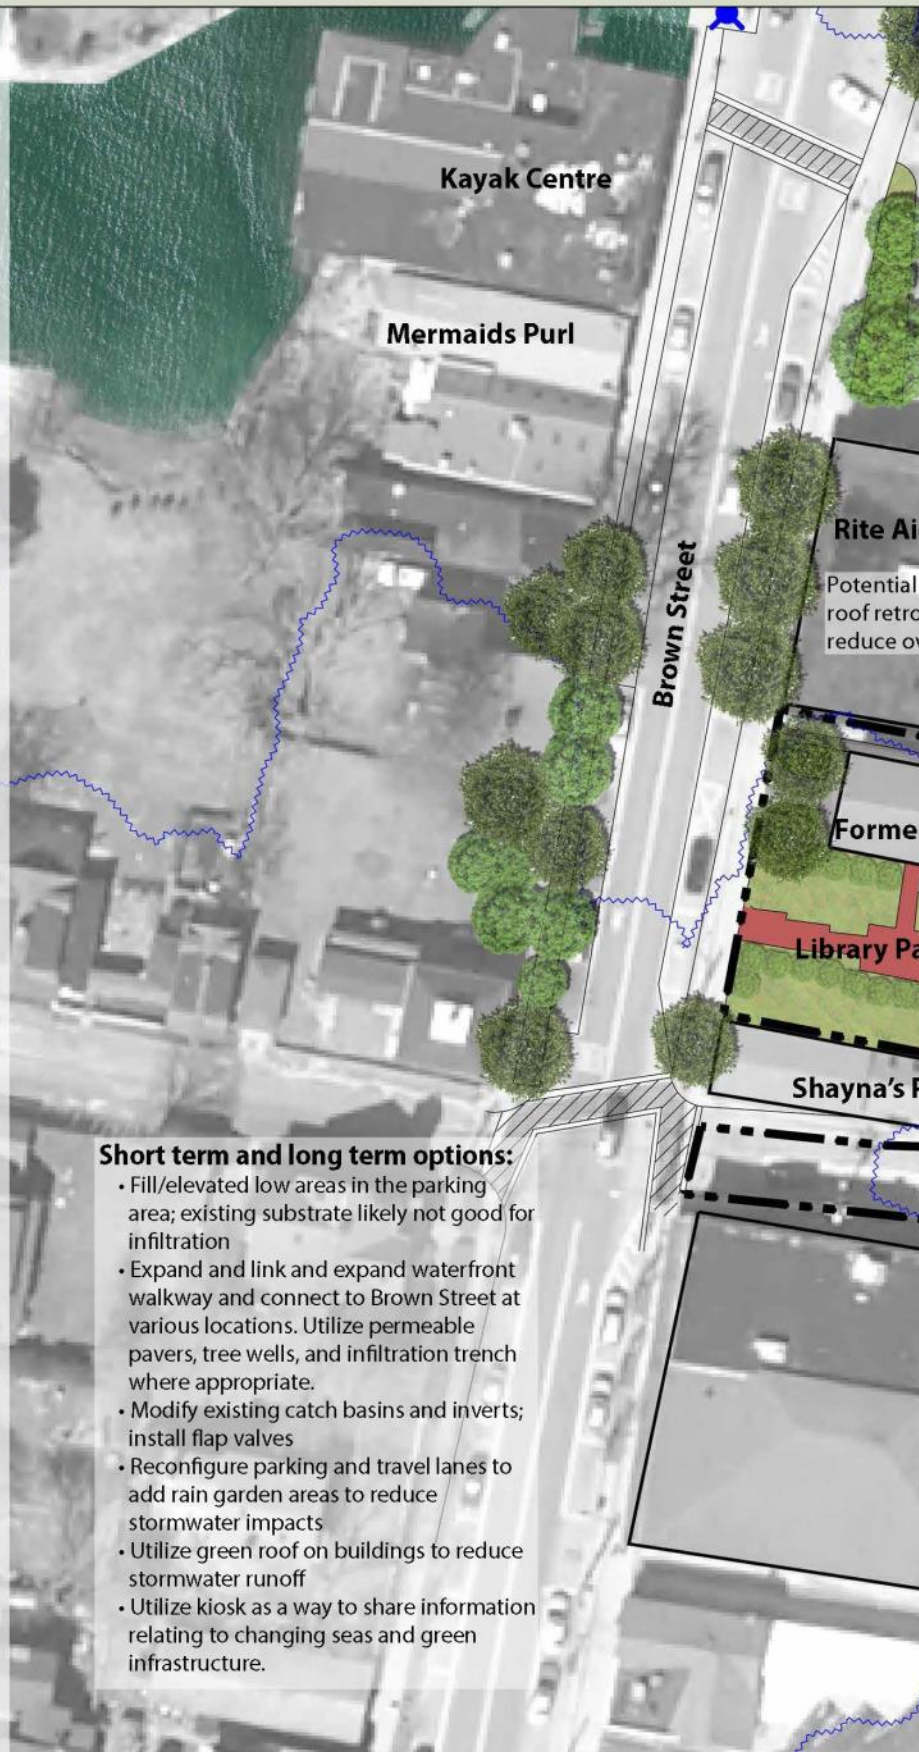 Kayak Centre
Mermaids Purl
Rite Ai
Potential
roof retro
reduce ov
Brown Street
Forme
Library Pa
Shayna's P
Short term and long term options:
• Fill/elevated low areas in the parking
area; existing substrate likely not good for
infiltration
• Expand and link and expand waterfront
walkway and connect to Brown Street at
various locations. Utilize permeable
pavers, tree wells, and infiltration trench
where appropriate.
• Modify existing catch basins and inverts;
install flap valves
• Reconfigure parking and travel lanes to
add rain garden areas to reduce
stormwater impacts
• Utilize green roof on buildings to reduce
stormwater runoff
• Utilize kiosk as a way to share information
relating to changing seas and green
infrastructure.